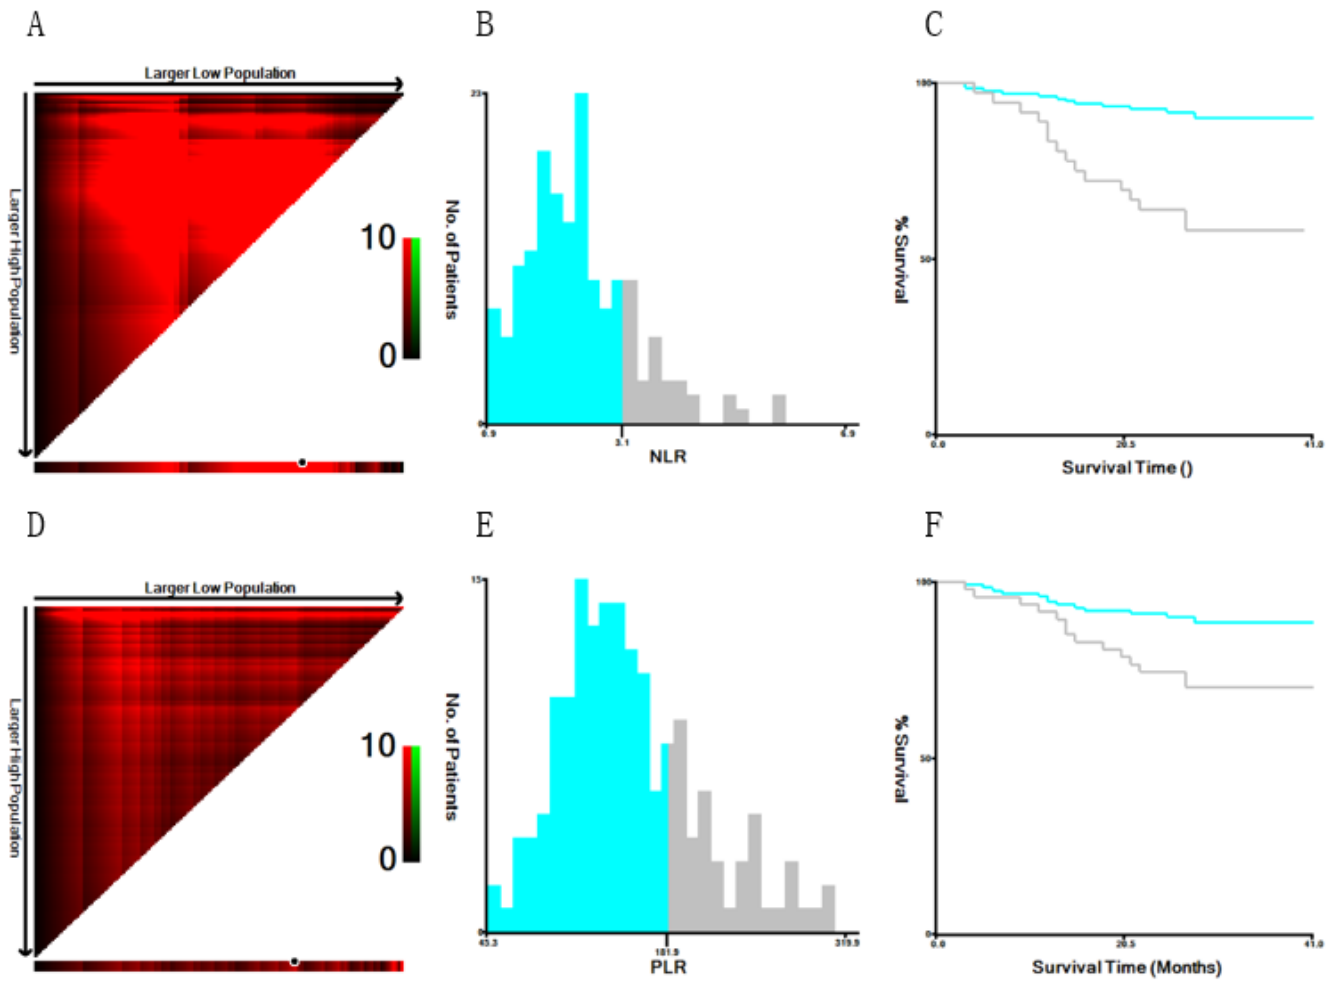 A
B
C
Larger Low Population
Larger High Population
10
0
23
No. of Patients
0
0.9
3.1
6.9
NLR
100
% Survival
50
0
0.0
20.5
41.0
Survival Time ()
D
E
F
Larger Low Population
Larger High Population
10
0
15
No. of Patients
0
43.3
181.9
319.9
PLR
100
% Survival
50
0
0.0
20.5
41.0
Survival Time (Months)